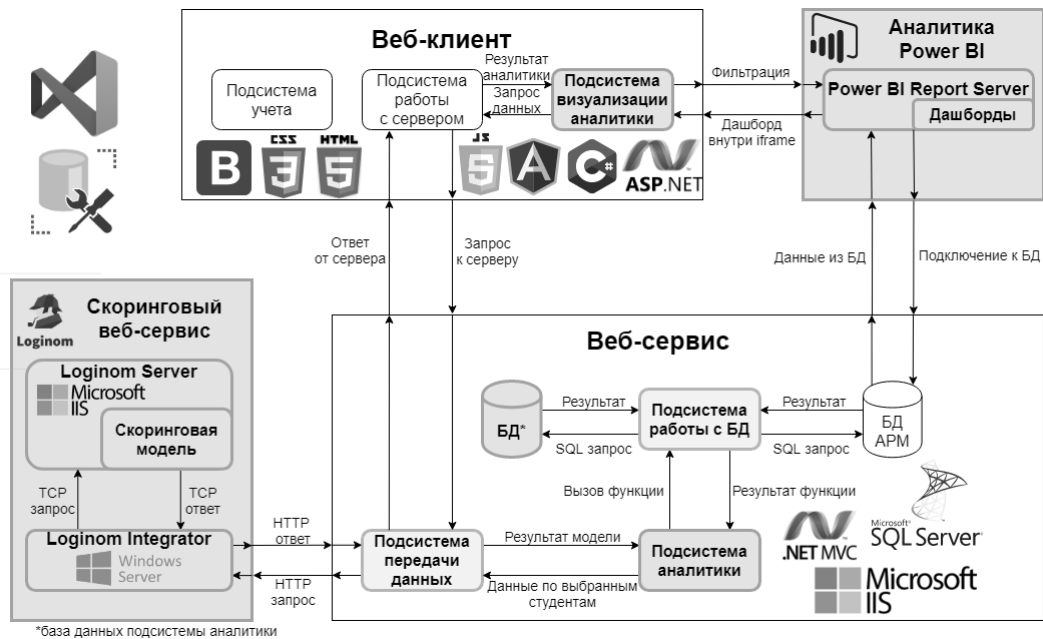 Веб-клиент
Подсистема
учета
Подсистема
работы
с сервером
Результат
аналитики
Запрос
данных
Подсистема
визуализации
аналитики
B
CSS
3
HTML
5
JS
5
A
C#
ASP.NET
Фильтрация
Дашборд
внутри iframe
Аналитика
Power BI
Power BI Report Server
Дашборды
Ответ
от сервера
Запрос
к серверу
Данные из БД
Подключение к БД
Loginom
Скоринговый
веб-сервис
Loginom Server
Microsoft
IIS
Скоринговая
модель
TCP
запрос
TCP
ответ
Loginom Integrator
Windows
Server
HTTP
ответ
HTTP
запрос
Веб-сервис
БД*
Результат
SQL запрос
Подсистема
работы с БД
Результат
SQL запрос
БД
АРМ
Вызов функции
Результат функции
Подсистема
передачи
данных
Результат модели
Данные по выбранным
студентам
Подсистема
аналитики
.NET MVC
Microsoft
SQL Server
Microsoft
IIS
*база данных подсистемы аналитики